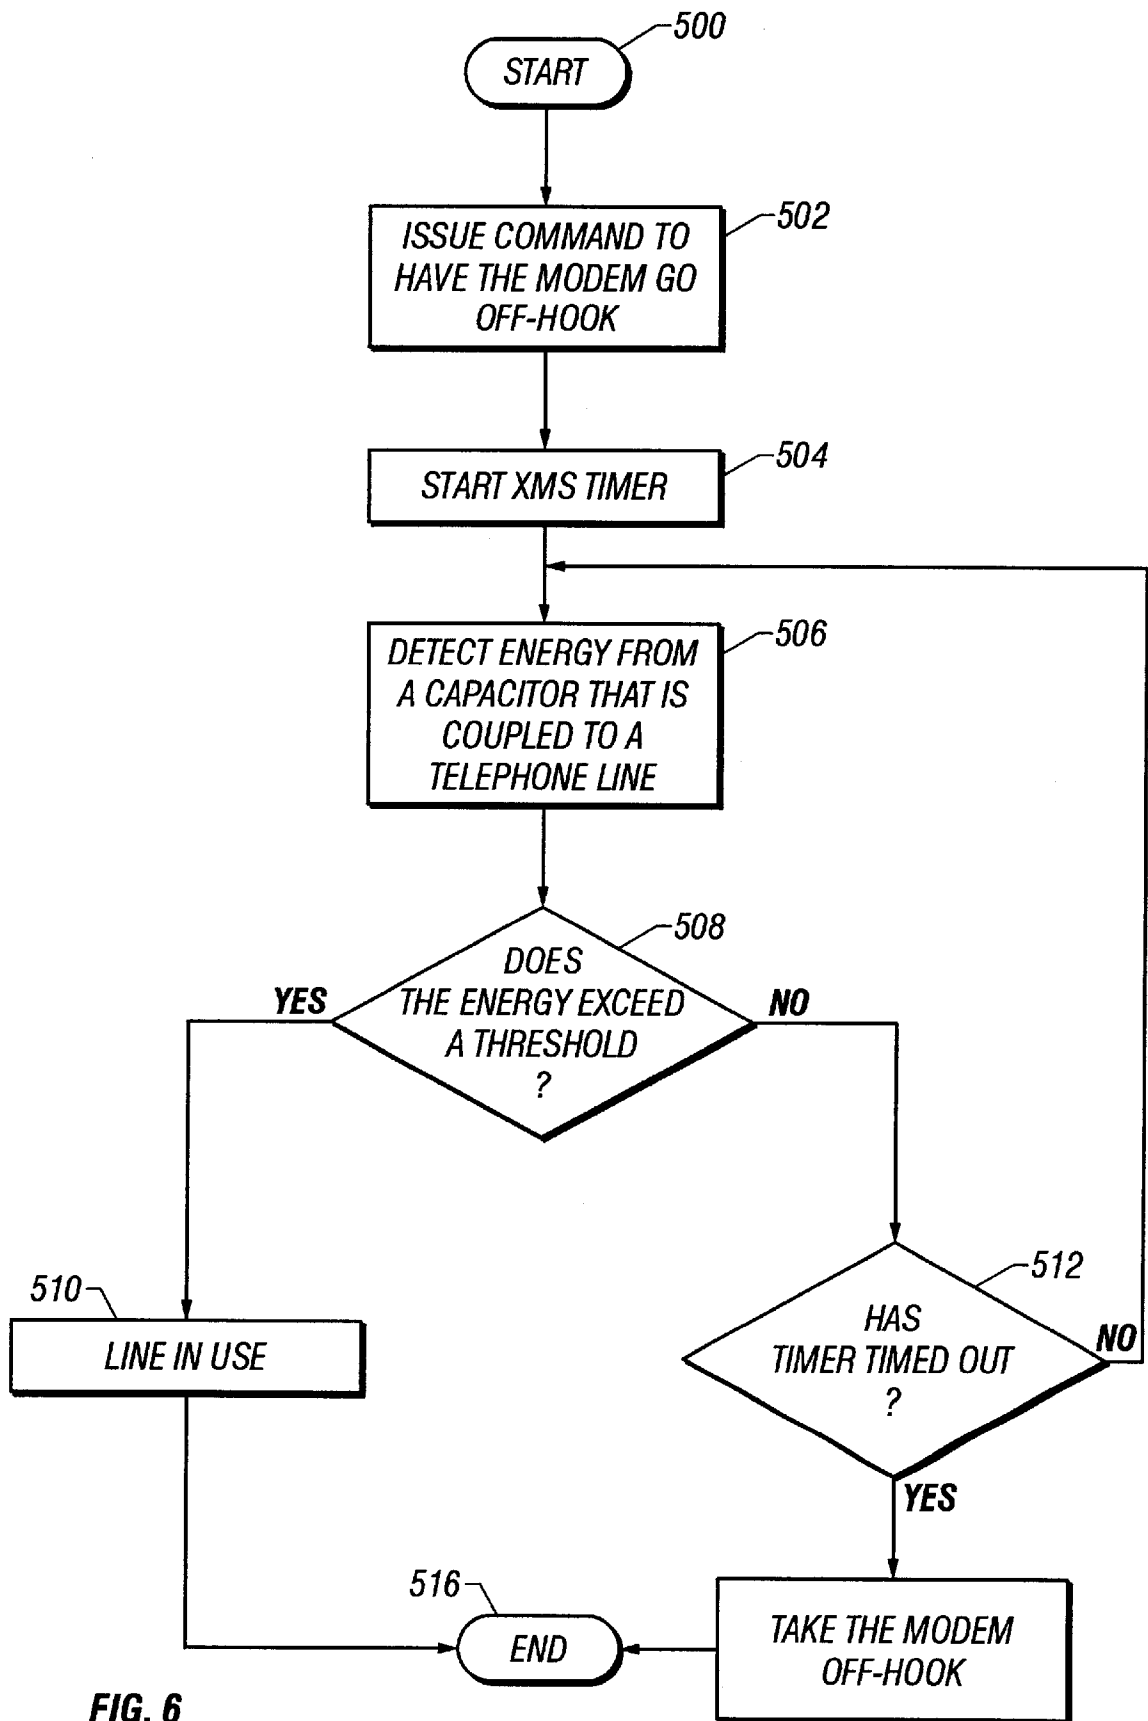 500
START
502
ISSUE COMMAND TO
HAVE THE MODEM GO
OFF-HOOK
504
START XMS TIMER
506
DETECT ENERGY FROM
A CAPACITOR THAT IS
COUPLED TO A
TELEPHONE LINE
508
DOES
THE ENERGY EXCEED
A THRESHOLD
?
YES
NO
510
LINE IN USE
512
HAS
TIMER TIMED OUT
?
NO
YES
516
END
TAKE THE MODEM
OFF-HOOK
FIG. 6